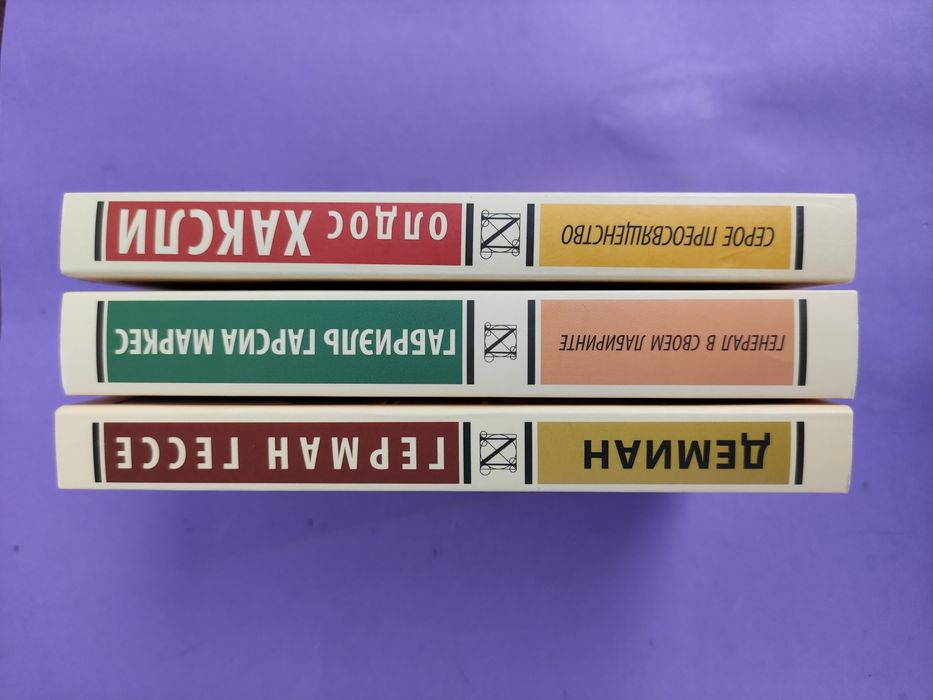 ДЕМИАН
ГЕРМАН ГЕССЕ
ГЕНЕРАЛ В СВОЕМ ЛАБИРИНТЕ
ГАБРИЭЛЬ ГАРСИА МАРКЕС
СЕРОЕ ПРЕОСВЯЩЕНСТВО
ОЛДОС ХАКСЛИ